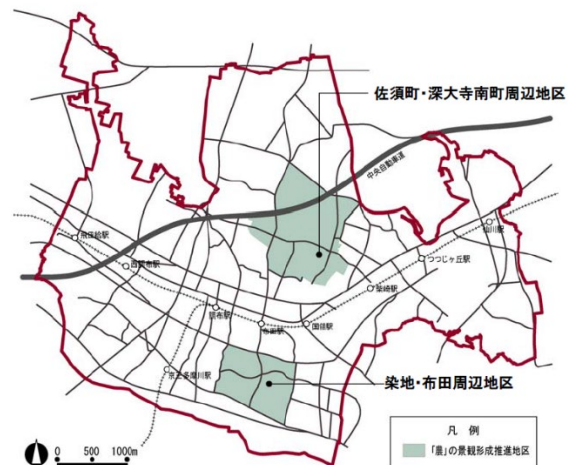 佐須町・深大寺南町周辺地区
中央自動車道
仙川駅
つつじヶ丘駅
柴崎駅
飛田給駅
西調布駅
調布駅
布田駅
国領駅
京王多摩川駅
染地・布田周辺地区
凡 例
「農」の景観形成推進地区
0 500 1000m